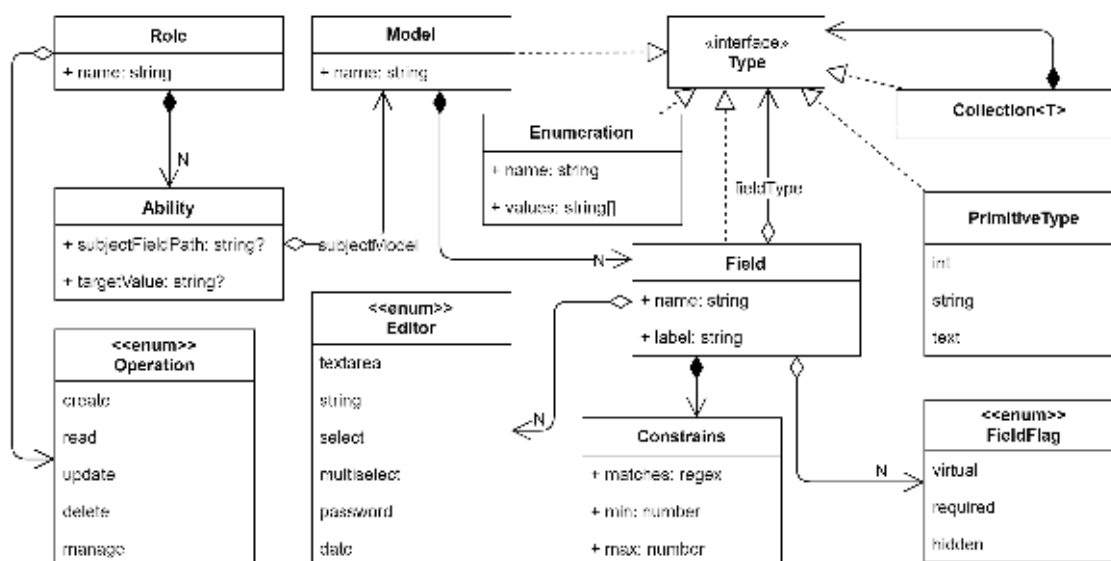 Role
+ name: string
N
Ability
+ subjectFieldPath: string?
+ targetValue: string?
subjectModel
<<enum>>
Operation
create
read
update
delete
manage
Model
+ name: string
Enumeration
+ name: string
+ values: string[]
<<enum>>
Editor
textarea
string
select
multiselect
password
date
N
«interface»
Type
fieldType
N
Field
+ name: string
+ label: string
Constrains
+ matches: regex
+ min: number
+ max: number
Collection<T>
PrimitiveType
int
string
text
N
<<enum>>
FieldFlag
virtual
required
hidden